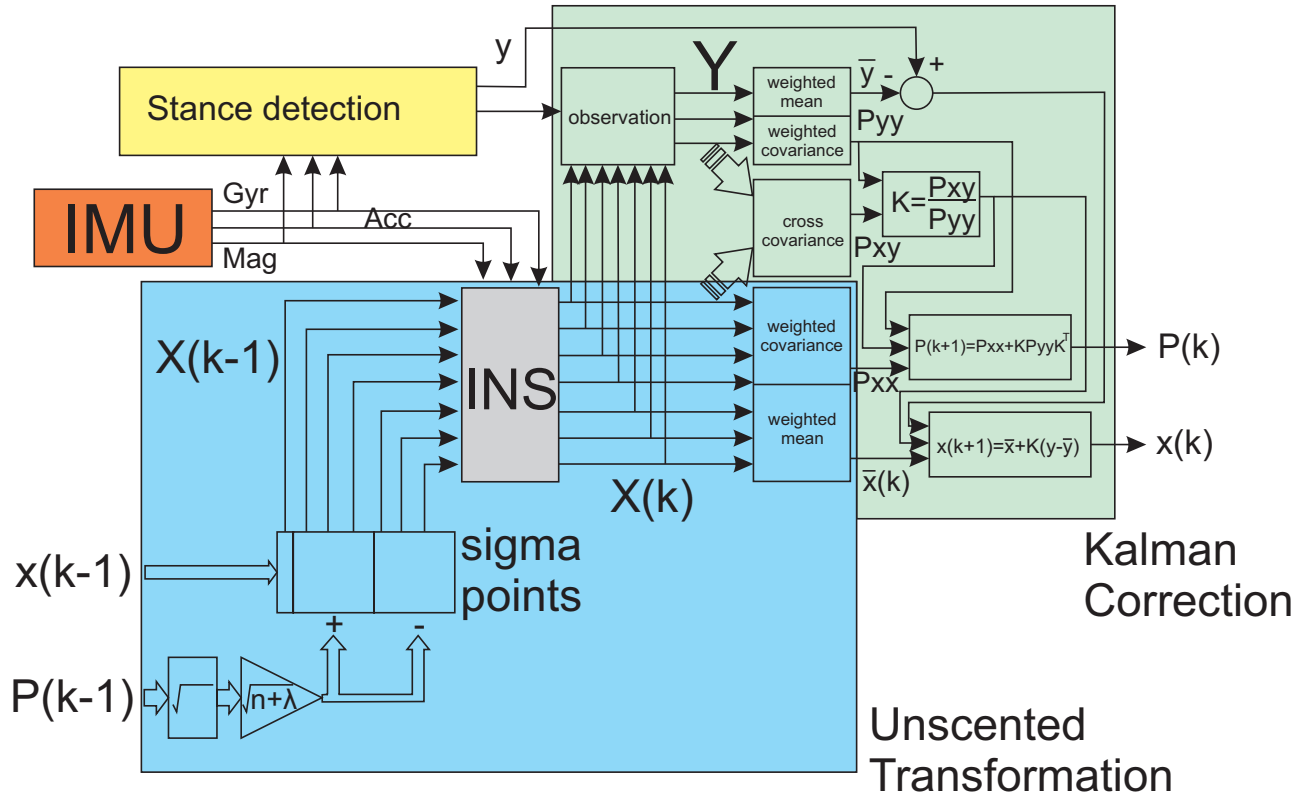 y
Y
y̅
-
+
weighted
mean
Stance detection
observation
Pyy
weighted
covariance
Gyr
IMU
Acc
Mag
K=Pxy
Pyy
cross
covariance
Pxy
X(k-1)
INS
weighted
covariance
P(k+1)=Pxx+KPyyKᵀ
P(k)
Pxx
weighted
mean
x(k+1)=x̅+K(y-y̅)
x(k)
X(k)
x̅(k)
sigma
points
x(k-1)
Kalman
Correction
+
-
P(k-1)
√
√n+λ
Unscented
Transformation